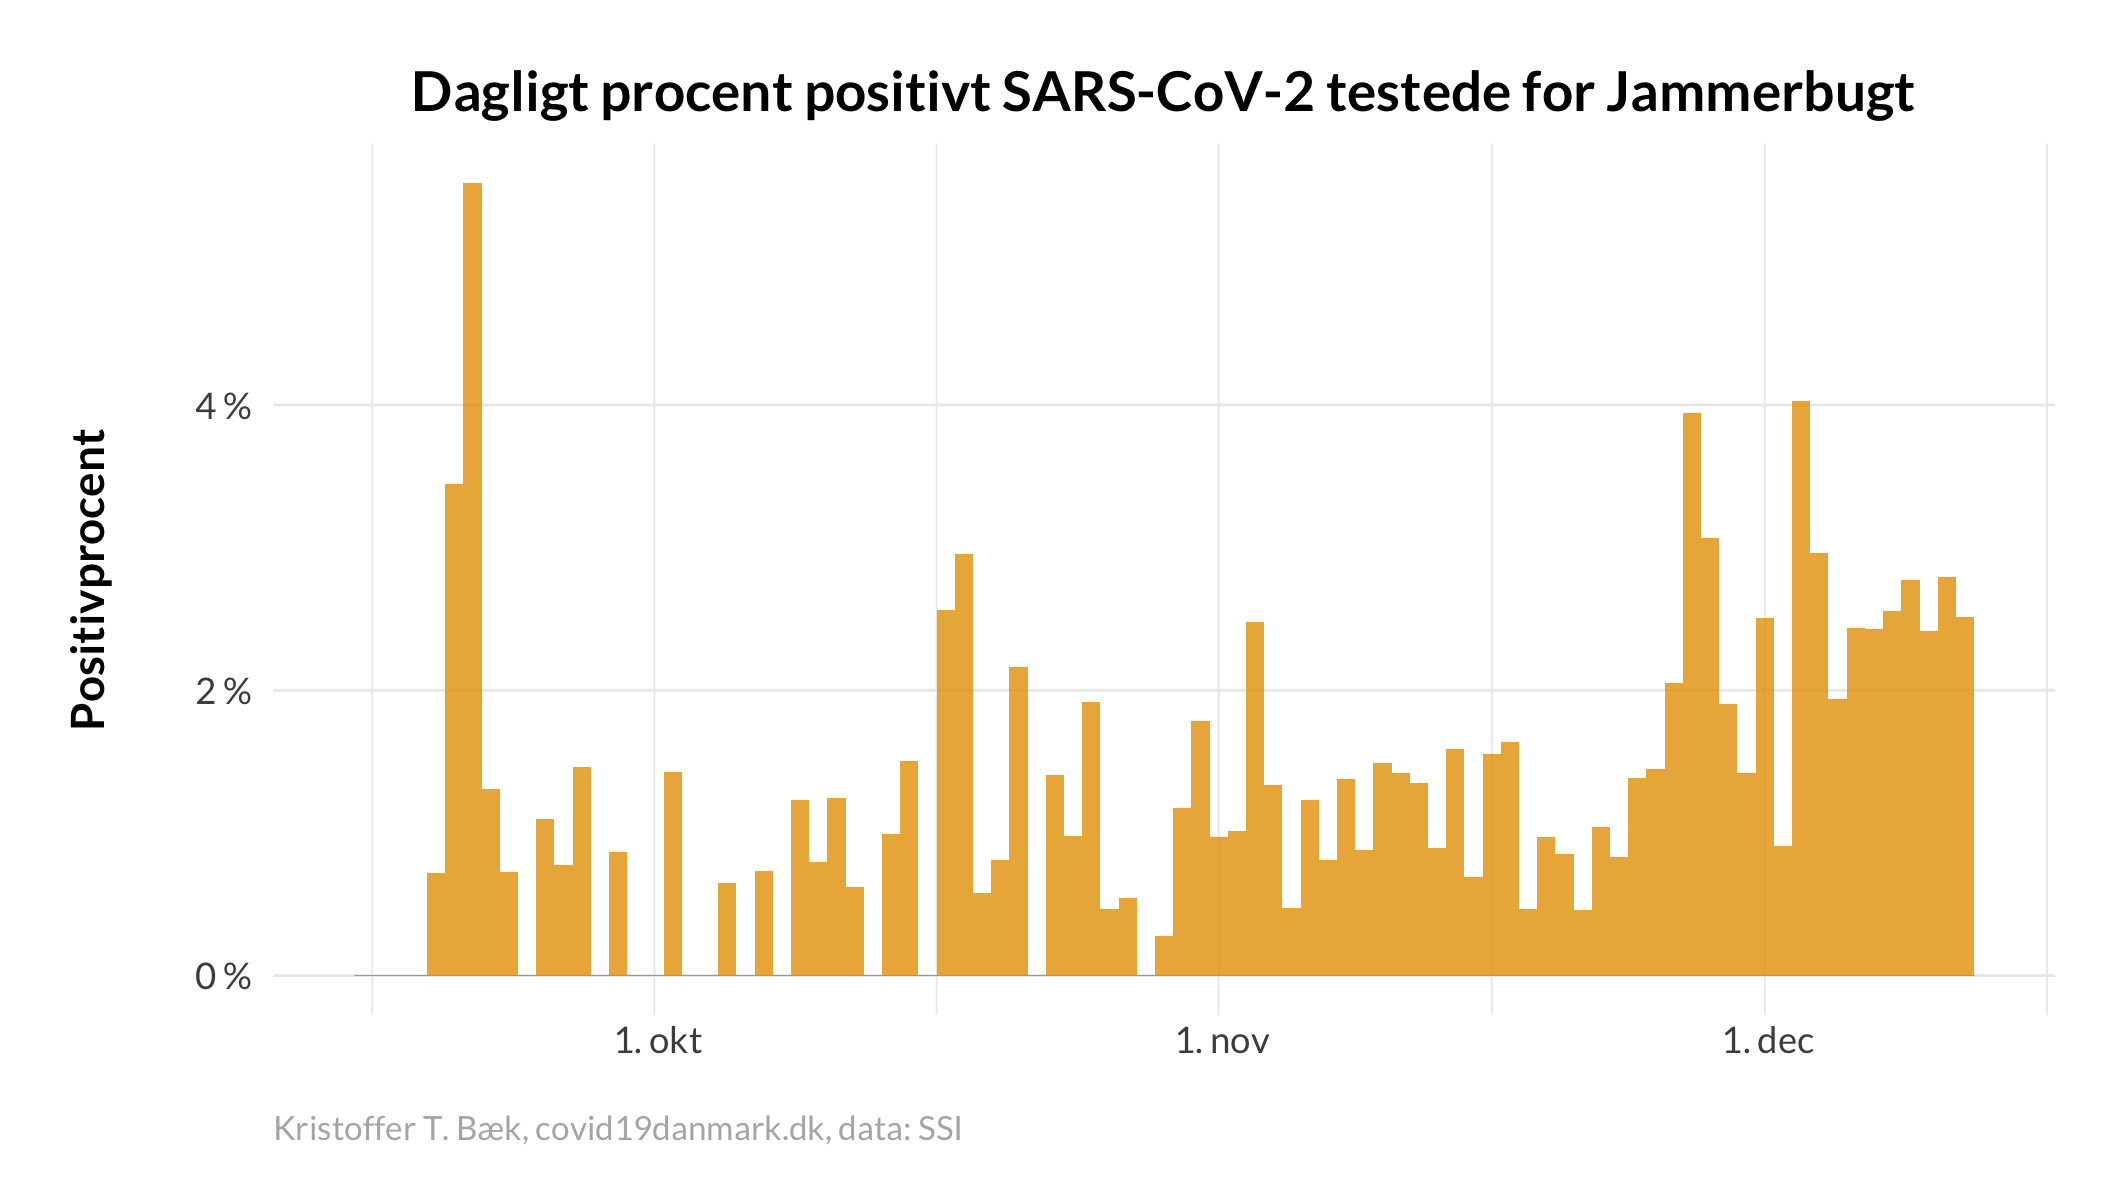 Dagligt procent positivt SARS-CoV-2 testede for Jammerbugt
Positivprocent
4 %
2 %
0 %
1. okt
1. nov
1. dec
Kristoffer T. Bæk, covid19danmark.dk, data: SSI